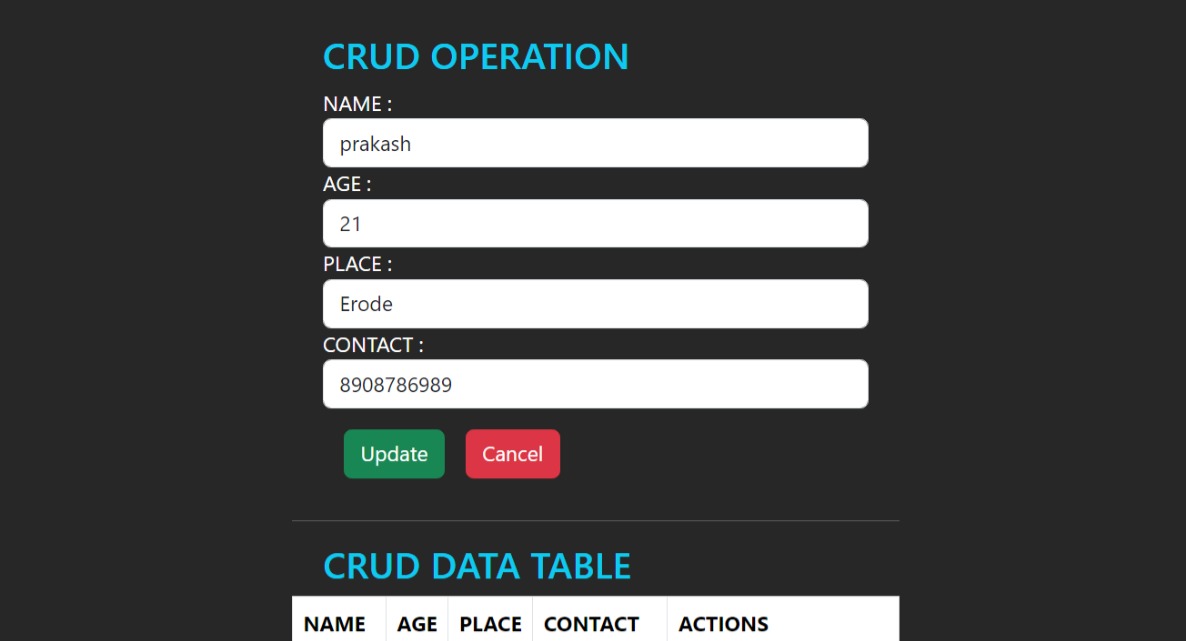 CRUD OPERATION
NAME :
prakash
AGE :
21
PLACE :
Erode
CONTACT :
8908786989
Update Cancel
CRUD DATA TABLE
NAME AGE PLACE CONTACT ACTIONS